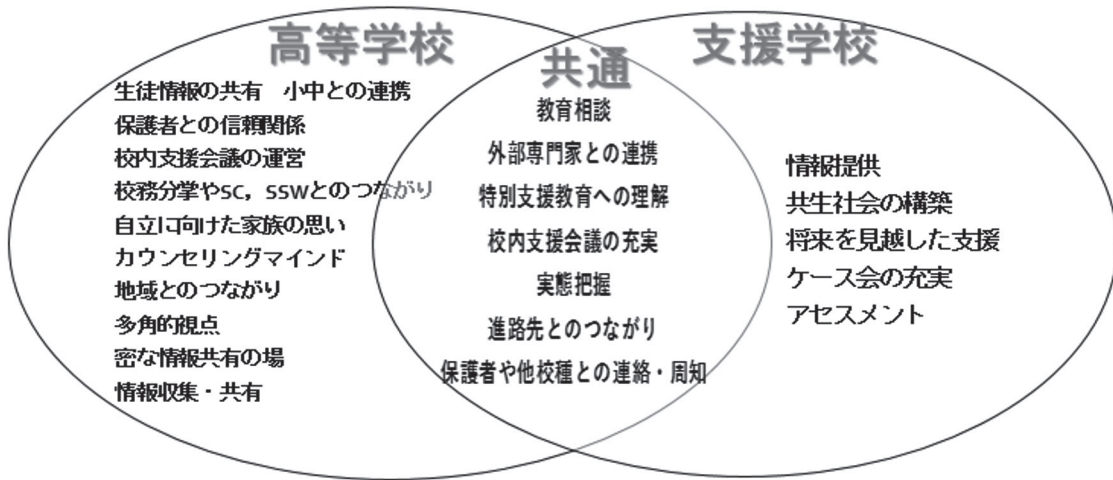 高等学校
生徒情報の共有　小中との連携
保護者との信頼関係
校内支援会議の運営
校務分掌やSC，SSWとのつながり
自立に向けた家族の思い
カウンセリングマインド
地域とのつながり
多角的視点
密な情報共有の場
情報収集・共有
共通
教育相談
外部専門家との連携
特別支援教育への理解
校内支援会議の充実
実態把握
進路先とのつながり
保護者や他校種との連絡・周知
支援学校
情報提供
共生社会の構築
将来を見越した支援
ケース会の充実
アセスメント